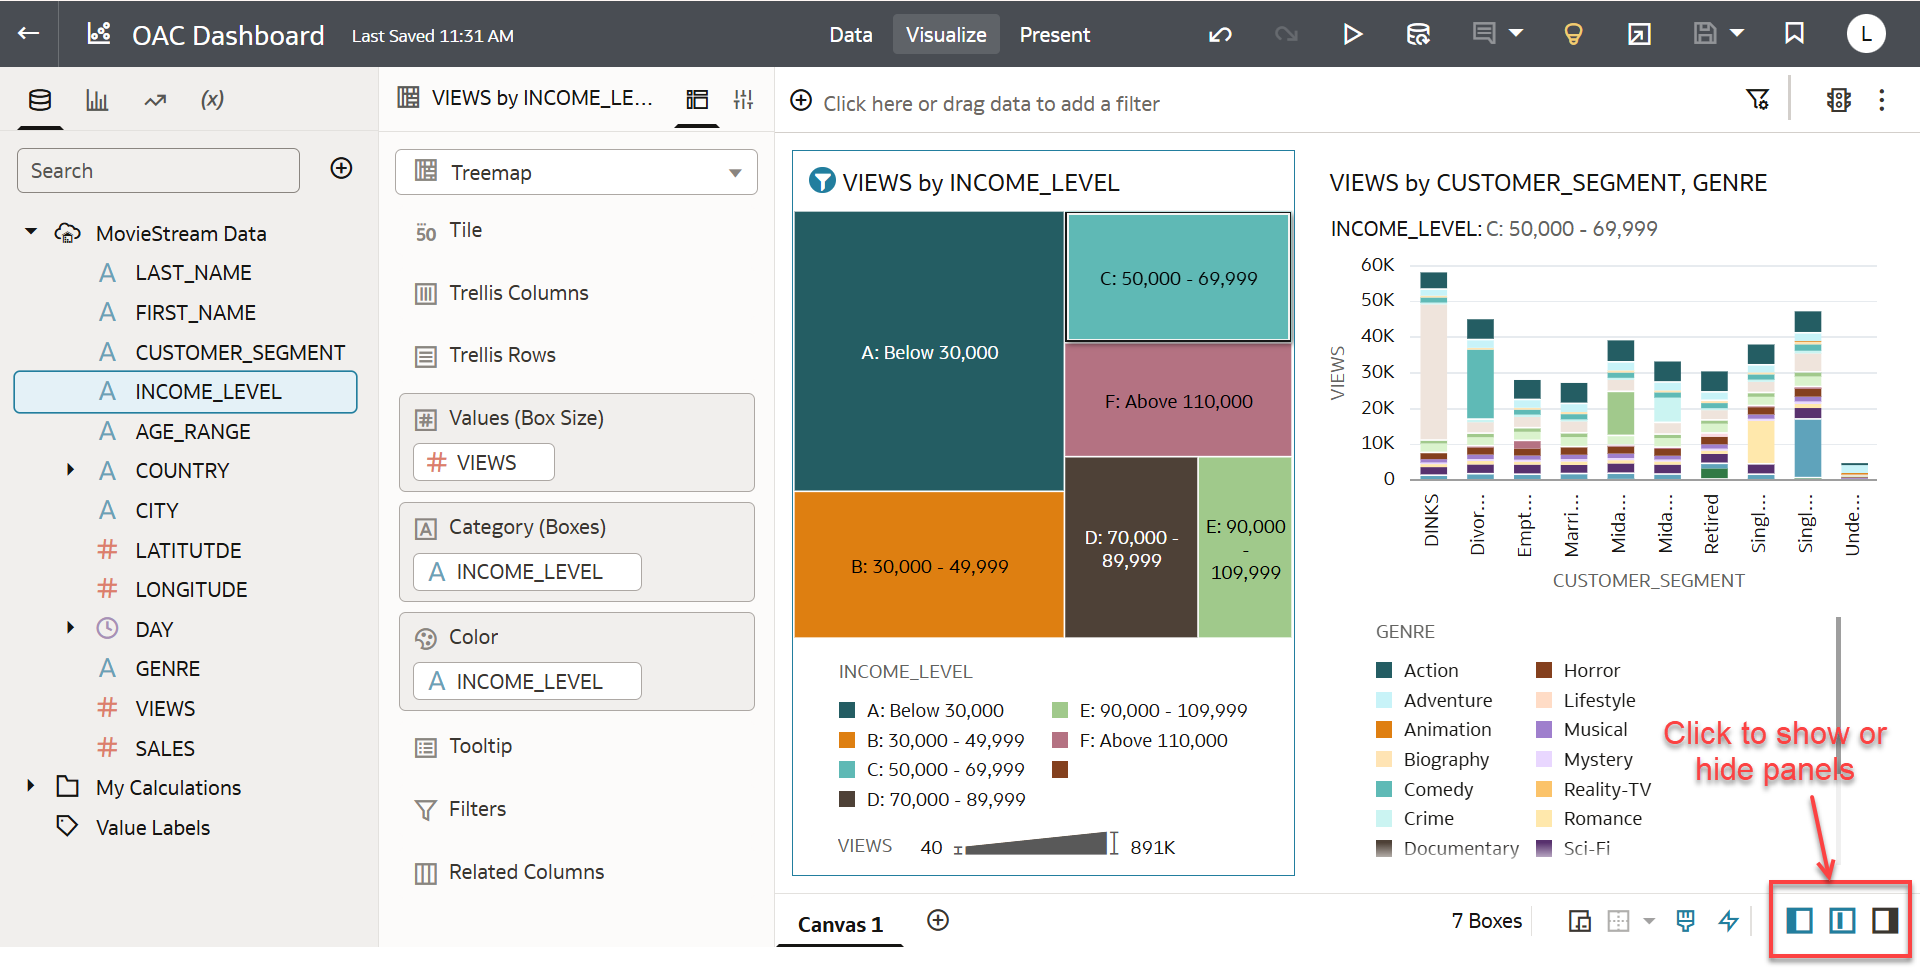 OAC Dashboard Last Saved 11:31 AM Data Visualize Present L
(x)
Search
MovieStream Data
A LAST_NAME
A FIRST_NAME
A CUSTOMER_SEGMENT
A INCOME_LEVEL
A AGE_RANGE
COUNTRY
A CITY
# LATITUTDE
# LONGITUDE
DAY
A GENRE
# VIEWS
# SALES
My Calculations
Value Labels
VIEWS by INCOME_LE...
Treemap
50 Tile
Trellis Columns
Trellis Rows
# Values (Box Size)
# VIEWS
A Category (Boxes)
A INCOME_LEVEL
Color
A INCOME_LEVEL
Tooltip
Filters
Related Columns
Click here or drag data to add a filter
VIEWS by INCOME_LEVEL
A: Below 30,000
C: 50,000 - 69,999
F: Above 110,000
B: 30,000 - 49,999
D: 70,000 -
89,999
E: 90,000
-
109,999
INCOME_LEVEL
A: Below 30,000
B: 30,000 - 49,999
C: 50,000 - 69,999
D: 70,000 - 89,999
E: 90,000 - 109,999
F: Above 110,000
VIEWS 40 891K
VIEWS by CUSTOMER_SEGMENT, GENRE
INCOME_LEVEL: C: 50,000 - 69,999
VIEWS
60K
50K
40K
30K
20K
10K
0
DINKS
Divor...
Empt...
Marri...
Mida...
Mida...
Retired
Singl...
Singl...
Unde...
CUSTOMER_SEGMENT
GENRE
Action
Adventure
Animation
Biography
Comedy
Crime
Documentary
Horror
Lifestyle
Musical
Mystery
Reality-TV
Romance
Sci-Fi
Click to show or
hide panels
Canvas 1
7 Boxes